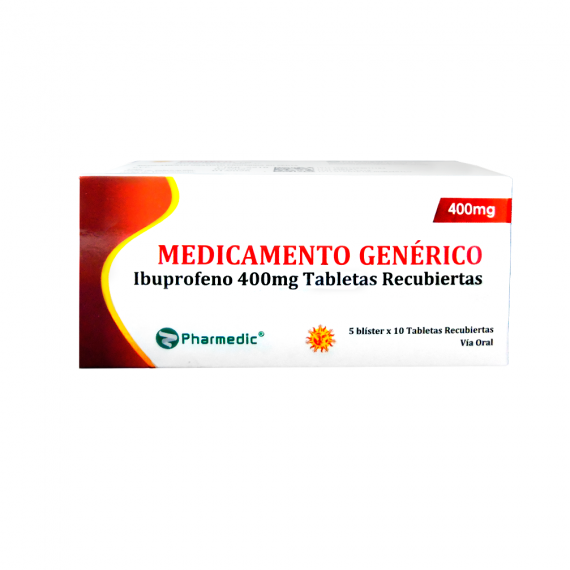 400mg
MEDICAMENTO GENÉRICO
Ibuprofeno 400mg Tabletas Recubiertas
Pharmedic®
5 blíster x 10 Tabletas Recubiertas
Vía Oral